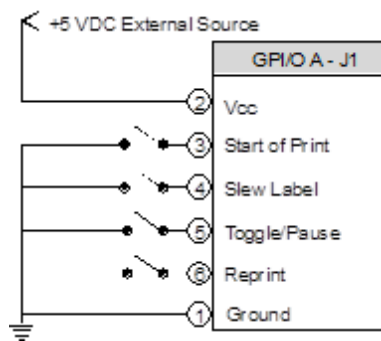 +5 VDC External Source
GPI/O A - J1
2 Vcc
3 Start of Print
4 Slew Label
5 Toggle/Pause
6 Reprint
1 Ground